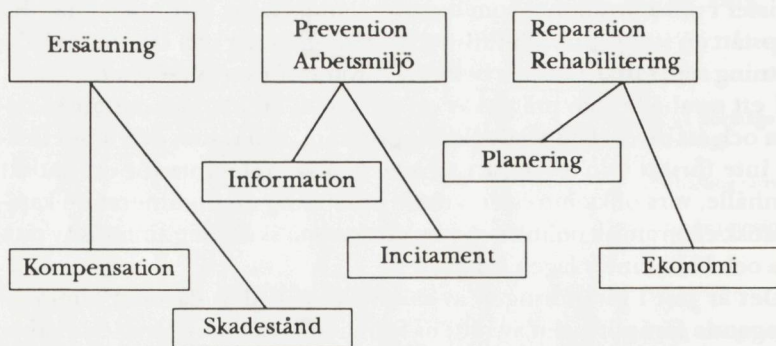 Ersättning
Prevention
Arbetsmiljö
Reparation
Rehabilitering
Information
Planering
Kompensation
Incitament
Ekonomi
Skadestånd